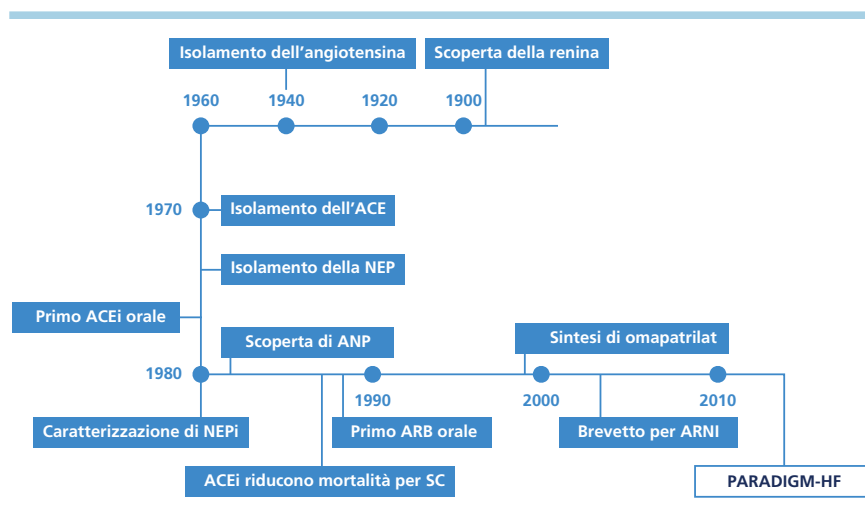 Isolamento dell'angiotensina
Scoperta della renina
1960
1940
1920
1900
1970
Isolamento dell'ACE
Isolamento della NEP
Primo ACEi orale
Scoperta di ANP
Sintesi di omapatrilat
1980
1990
2000
2010
Caratterizzazione di NEPi
Primo ARB orale
Brevetto per ARNI
ACEi riducono mortalità per SC
PARADIGM-HF